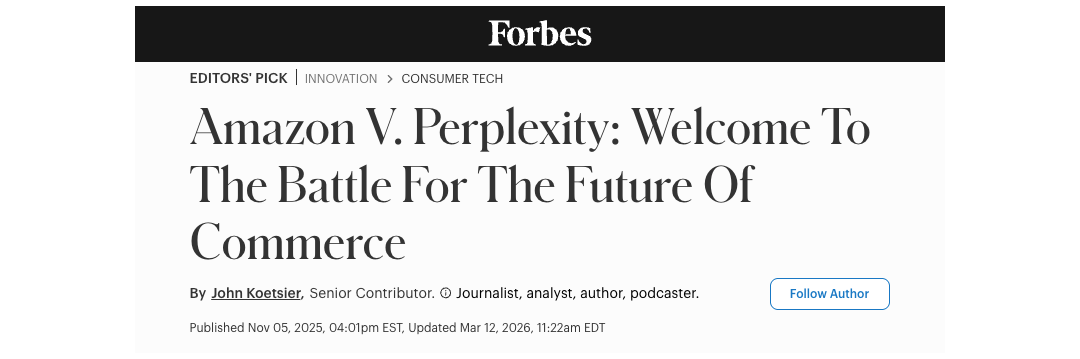 Forbes
EDITORS' PICK | INNOVATION > CONSUMER TECH
Amazon V. Perplexity: Welcome To
The Battle For The Future Of
Commerce
By John Koetsier, Senior Contributor. ⓘ Journalist, analyst, author, podcaster.
Follow Author
Published Nov 05, 2025, 04:01pm EST, Updated Mar 12, 2026, 11:22am EDT